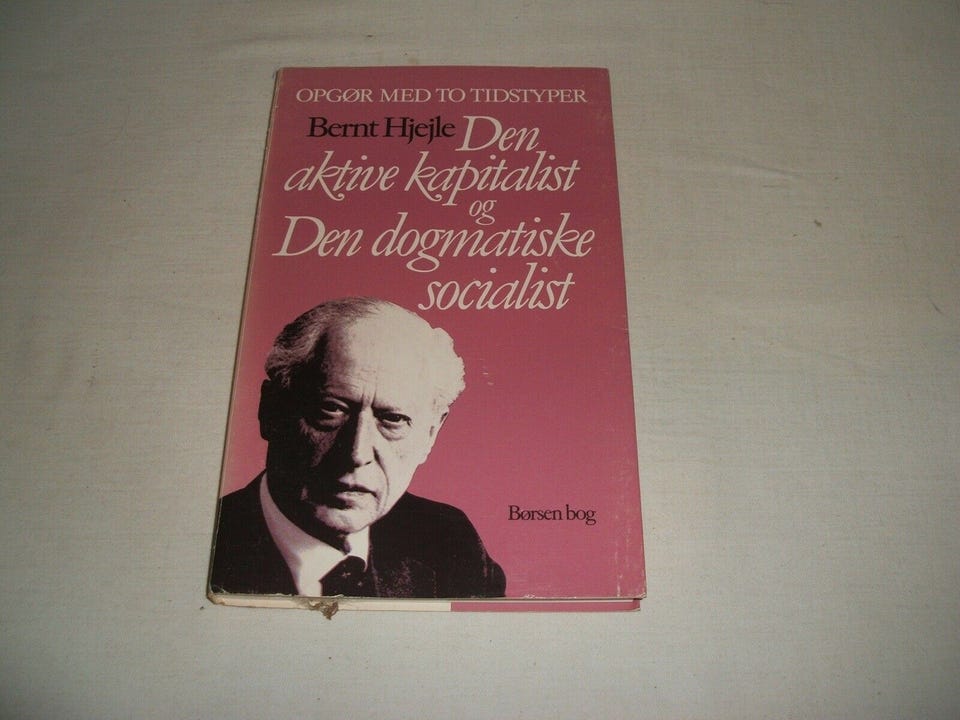 OPGØR MED TO TIDSTYPER
Bernt Hjejle Den
aktive kapitalist
og
Den dogmatiske
socialist
Børsen bog